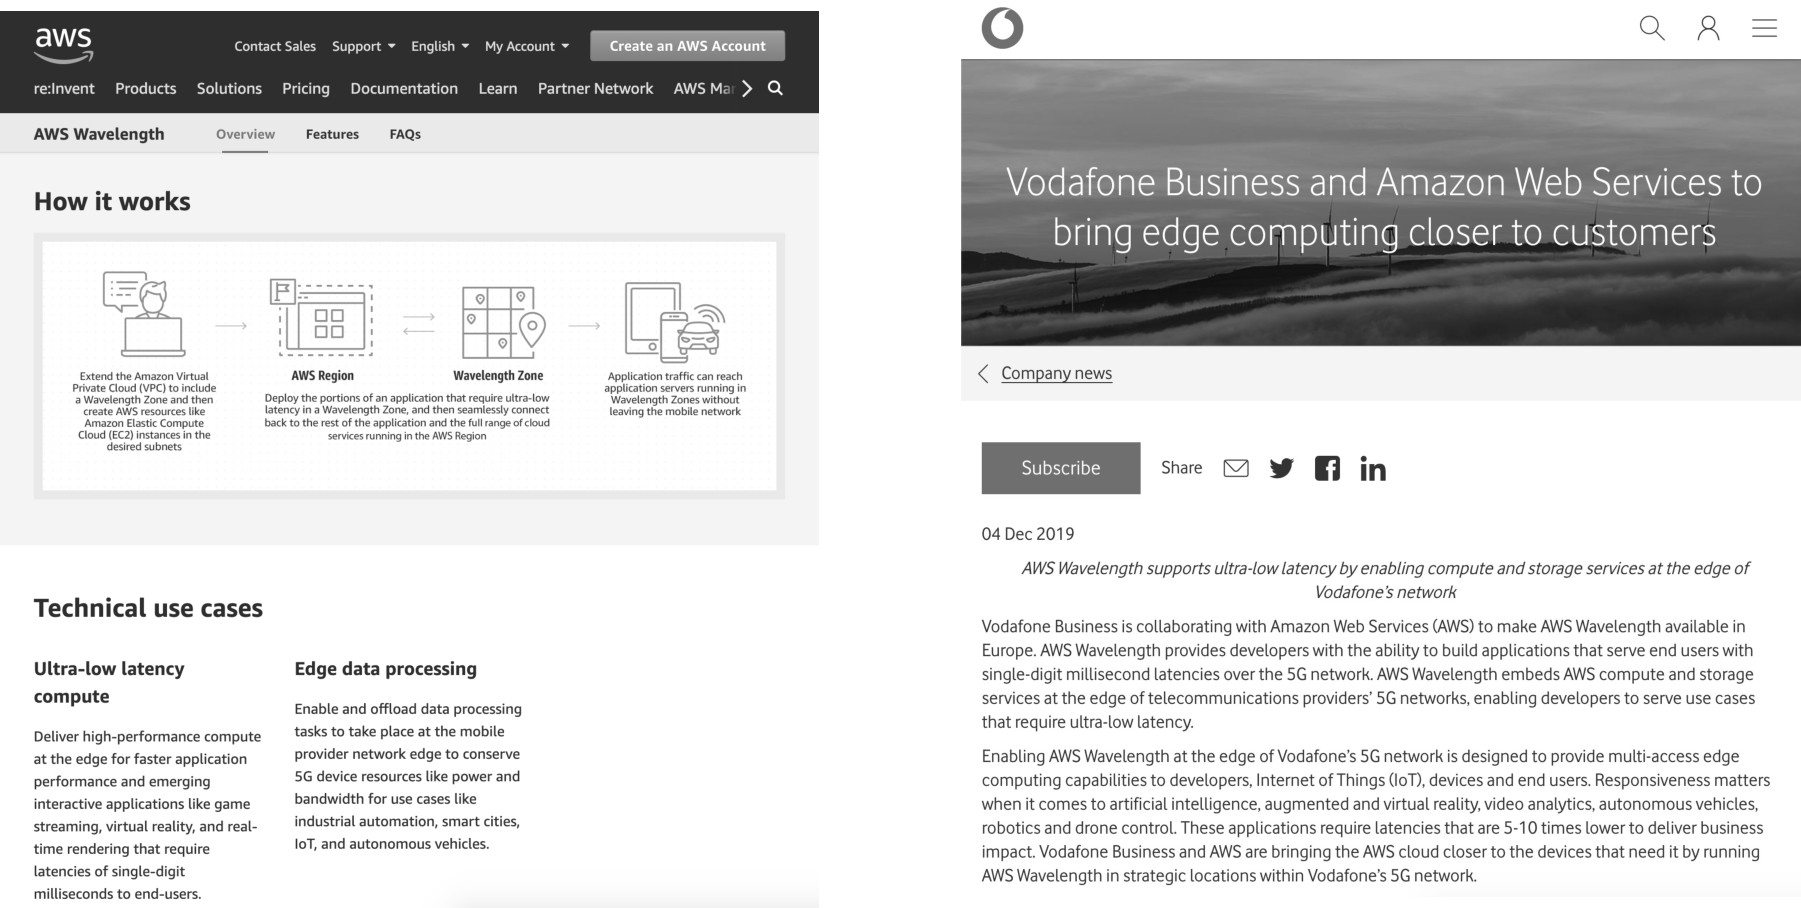 aws
Contact Sales Support English My Account Create an AWS Account
re:Invent Products Solutions Pricing Documentation Learn Partner Network AWS Mar
AWS Wavelength Overview Features FAQs
How it works
Extend the Amazon Virtual
Private Cloud (VPC) to include
a Wavelength Zone and then
create AWS resources like
Amazon Elastic Compute
Cloud (EC2) instances in the
desired subnets
AWS Region
Wavelength Zone
Deploy the portions of an application that require ultra-low
latency in a Wavelength Zone, and then seamlessly connect
back to the rest of the application and the full range of cloud
services running in the AWS Region
Application traffic can reach
application servers running in
Wavelength Zones without
leaving the mobile network
Technical use cases
Ultra-low latency
compute
Deliver high-performance compute
at the edge for faster application
performance and emerging
interactive applications like game
streaming, virtual reality, and real-
time rendering that require
latencies of single-digit
milliseconds to end-users.
Edge data processing
Enable and offload data processing
tasks to take place at the mobile
provider network edge to conserve
5G device resources like power and
bandwidth for use cases like
industrial automation, smart cities,
IoT, and autonomous vehicles.
Vodafone Business and Amazon Web Services to
bring edge computing closer to customers
Company news
Subscribe Share
04 Dec 2019
AWS Wavelength supports ultra-low latency by enabling compute and storage services at the edge of
Vodafone's network
Vodafone Business is collaborating with Amazon Web Services (AWS) to make AWS Wavelength available in
Europe. AWS Wavelength provides developers with the ability to build applications that serve end users with
single-digit millisecond latencies over the 5G network. AWS Wavelength embeds AWS compute and storage
services at the edge of telecommunications providers' 5G networks, enabling developers to serve use cases
that require ultra-low latency.
Enabling AWS Wavelength at the edge of Vodafone's 5G network is designed to provide multi-access edge
computing capabilities to developers, Internet of Things (IoT), devices and end users. Responsiveness matters
when it comes to artificial intelligence, augmented and virtual reality, video analytics, autonomous vehicles,
robotics and drone control. These applications require latencies that are 5-10 times lower to deliver business
impact. Vodafone Business and AWS are bringing the AWS cloud closer to the devices that need it by running
AWS Wavelength in strategic locations within Vodafone's 5G network.